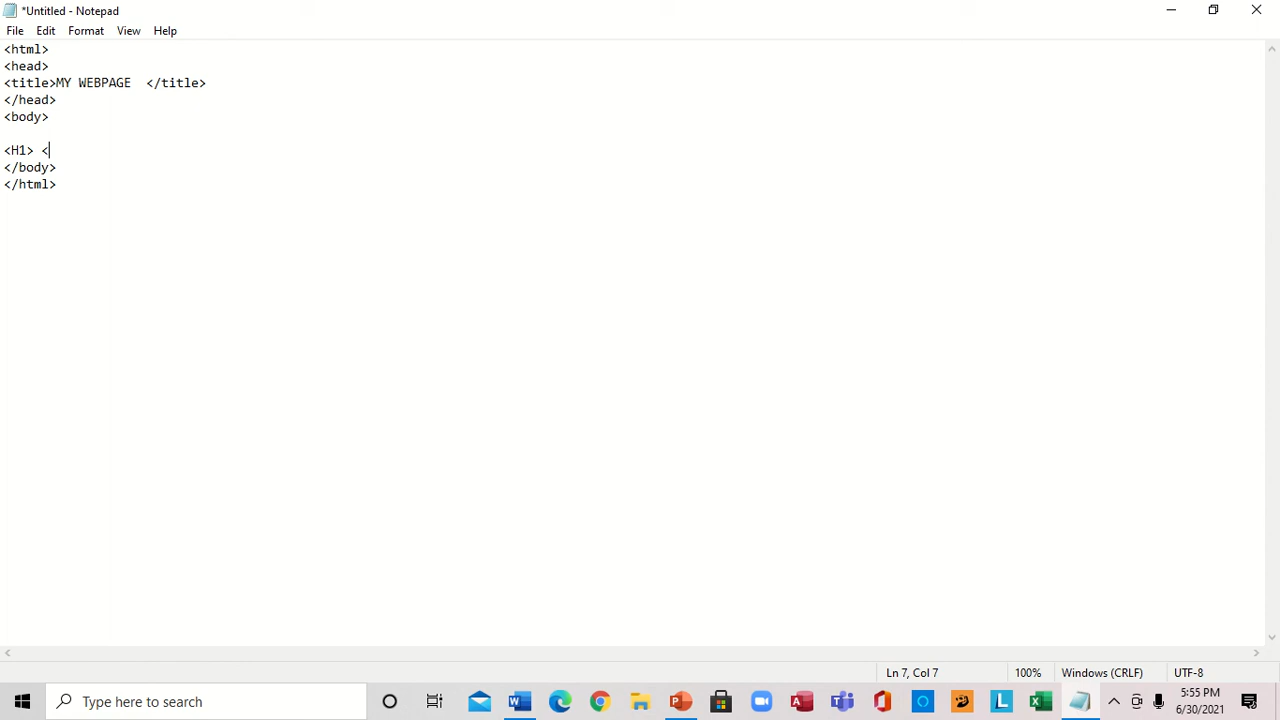 *Untitled - Notepad
File Edit Format View Help
<html>
<head>
<title>MY WEBPAGE  </title>
</head>
<body>

<H1> <
</body>
</html>
Ln 7, Col 7 100% Windows (CRLF) UTF-8
Type here to search
5:55 PM
6/30/2021